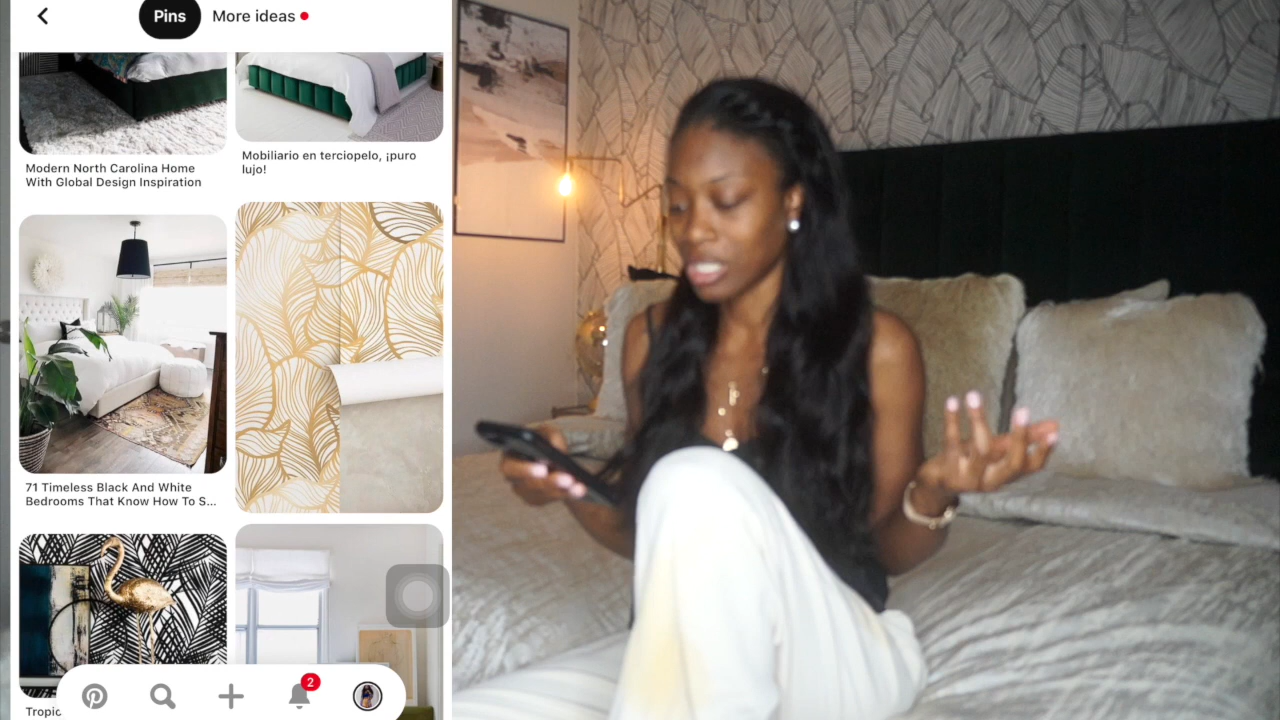 Pins
More ideas
Modern North Carolina Home
With Global Design Inspiration
Mobiliario en terciopelo, ¡puro
lujo!
71 Timeless Black And White
Bedrooms That Know How To S...
Tropic
2